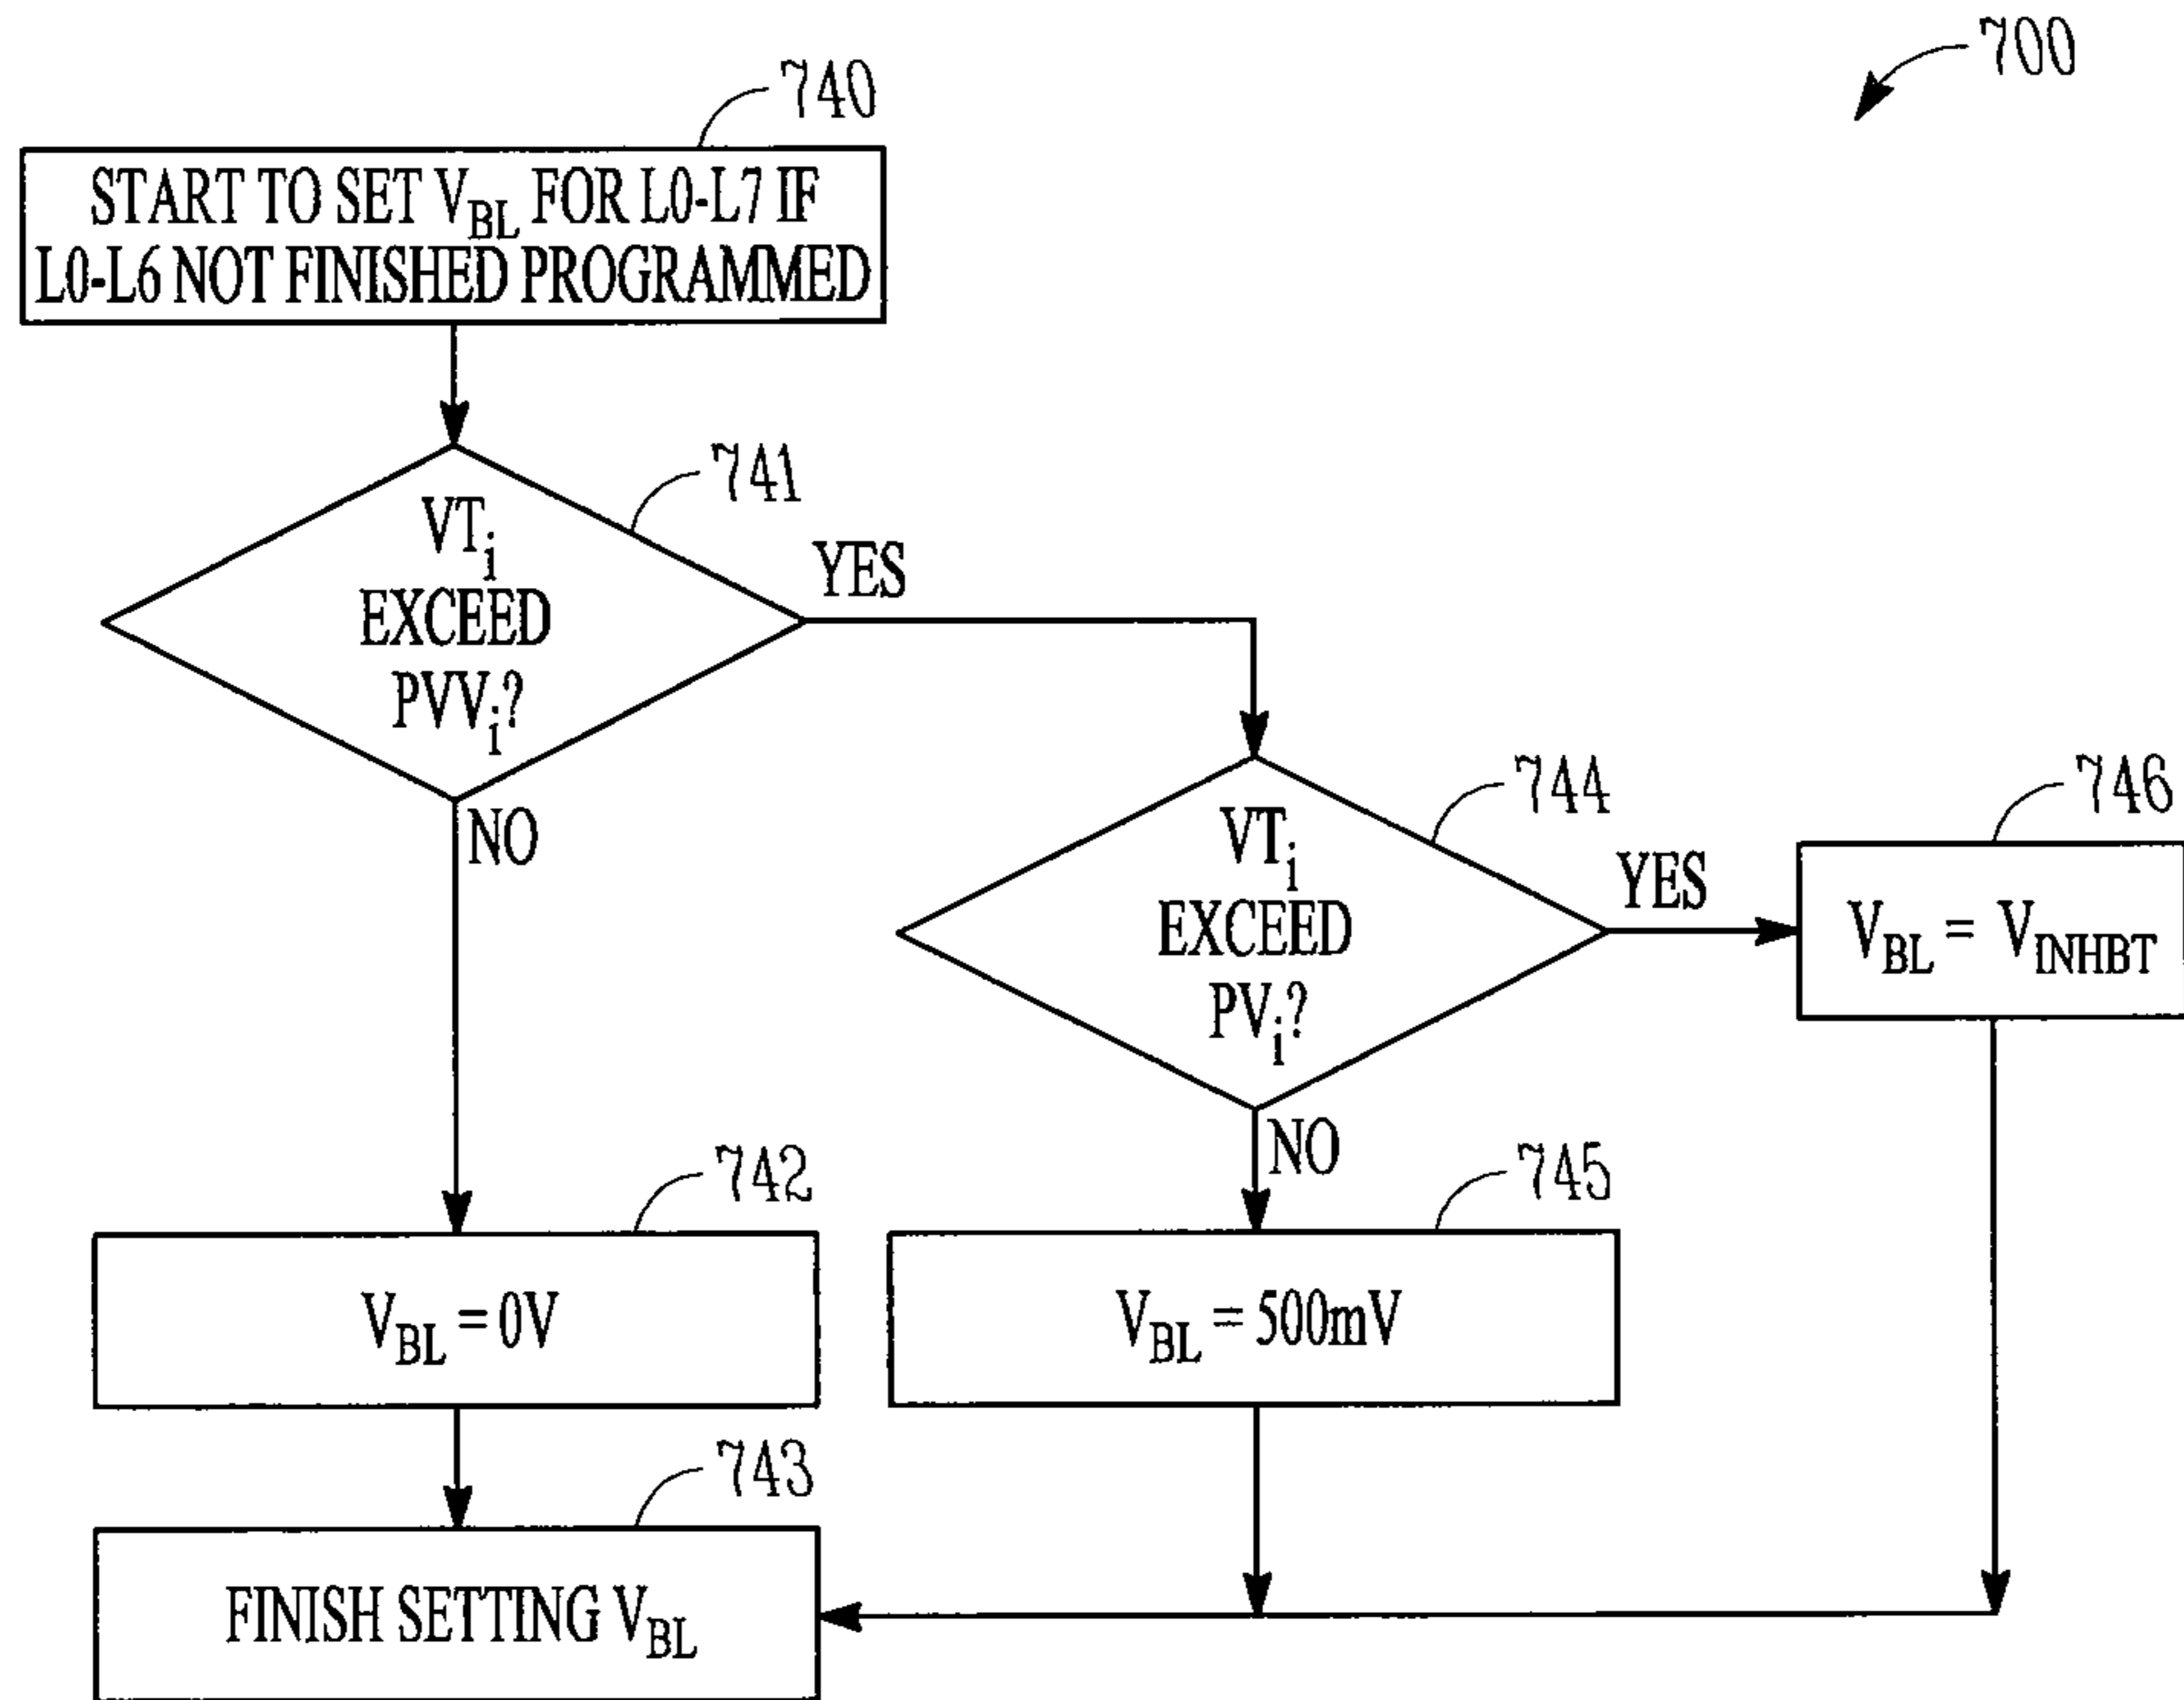 700
740
START TO SET VBL FOR L0-L7 IF
L0-L6 NOT FINISHED PROGRAMMED
741
VTi
EXCEED
PVVi?
YES
NO
744
VTi
EXCEED
PVi?
YES
NO
746
VBL = VINHBT
742
VBL = 0V
745
VBL = 500mV
743
FINISH SETTING VBL